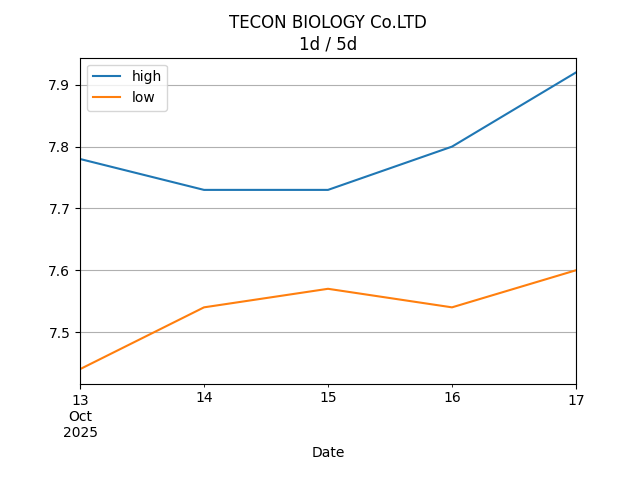 TECON BIOLOGY Co.LTD
1d / 5d
high
low
7.9
7.8
7.7
7.6
7.5
13 14 15 16 17
Oct
2025
Date